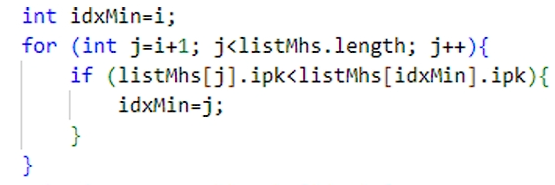 int idxMin=i;
for (int j=i+1; j<listMhs.length; j++){
    if (listMhs[j].ipk<listMhs[idxMin].ipk){
        idxMin=j;
    }
}